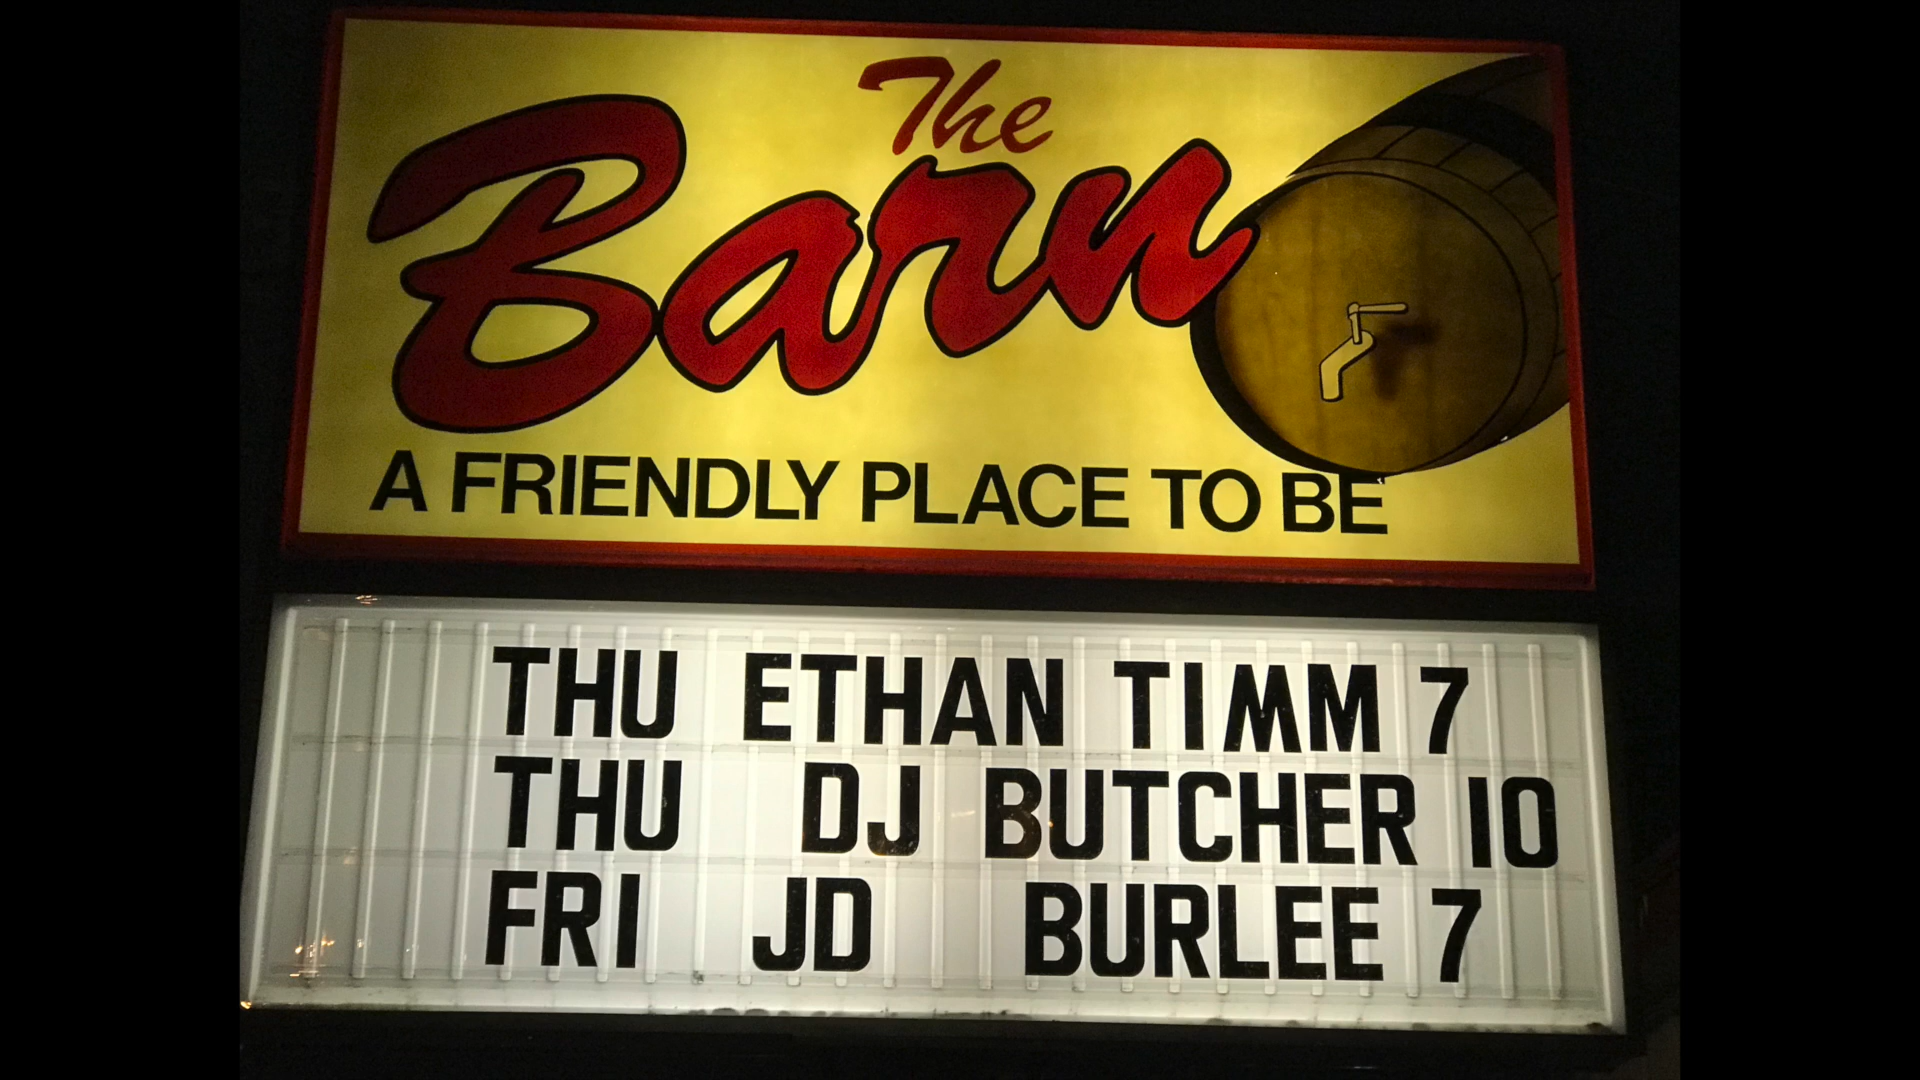 The
Barn
A FRIENDLY PLACE TO BE
THU ETHAN TIMM 7
THU DJ BUTCHER 10
FRI JD BURLEE 7